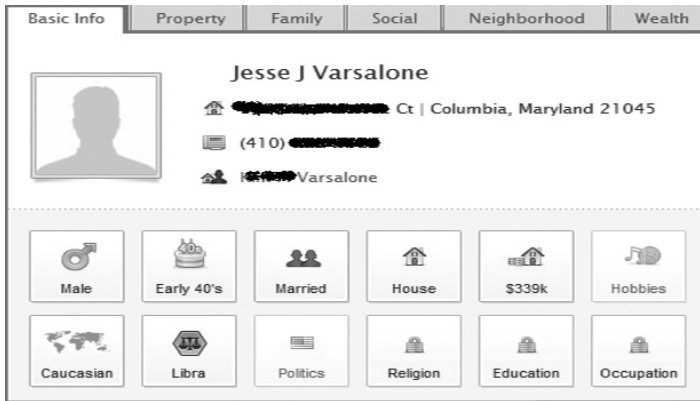 Basic Info Property Family Social Neighborhood Wealth
Jesse J Varsalone
Ct | Columbia, Maryland 21045
(410)
Varsalone
40s
Male Early 40's Married House $339k Hobbies
Caucasian Libra Politics Religion Education Occupation